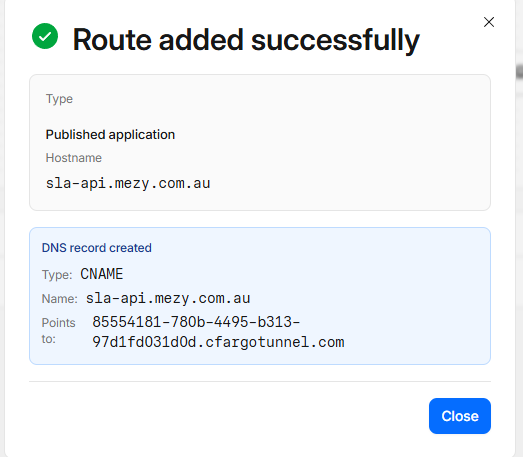 Route added successfully
Type
Published application
Hostname
sla-api.mezy.com.au
DNS record created
Type: CNAME
Name: sla-api.mezy.com.au
Points to: 85554181-780b-4495-b313-
97d1fd031d0d.cfargotunnel.com
Close